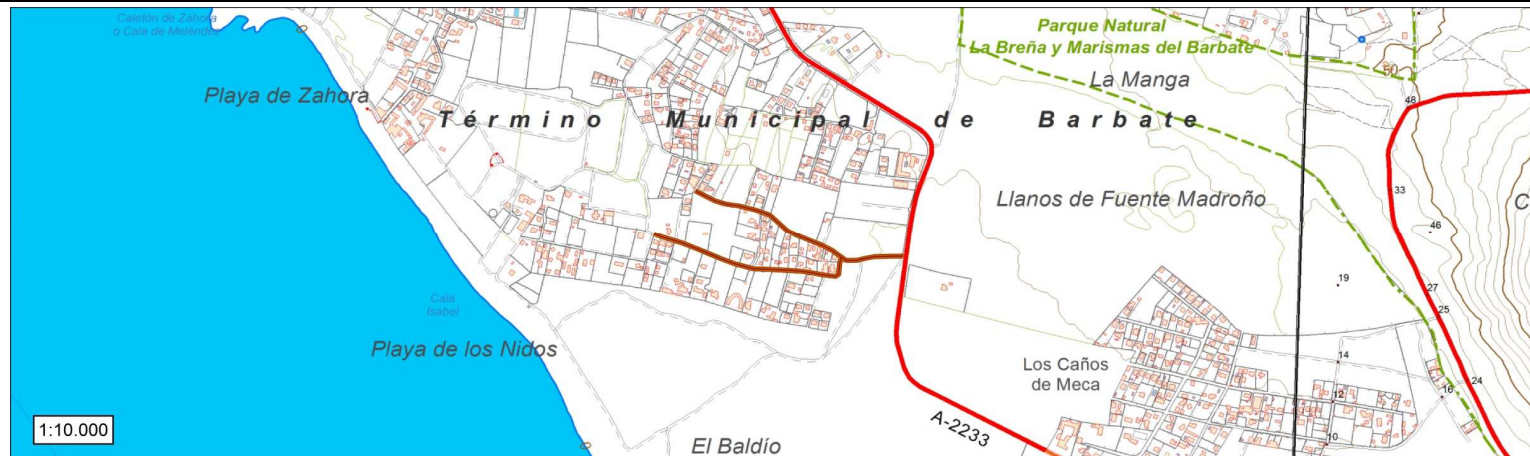 Caletón de Zahora
o Cala de Meléndez
Parque Natural
La Breña y Marismas del Barbate
50
La Manga
Playa de Zahora
48
Término Municipal de Barbate
33
Llanos de Fuente Madroño
C
46
19
27
Cala
Isabel
25
Playa de los Nidos
14
Los Caños
de Meca
24
16
12
A-2233
1:10.000
10
El Baldío